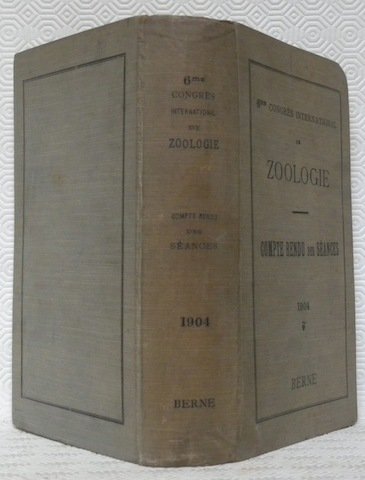 6me
CONGRÈS
INTERNATIONAL
DE
ZOOLOGIE
COMPTE RENDU
DES
SÉANCES
1904
BERNE
6me CONGRÈS INTERNATIONAL
DE
ZOOLOGIE
COMPTE RENDU DES SÉANCES
1904
BERNE